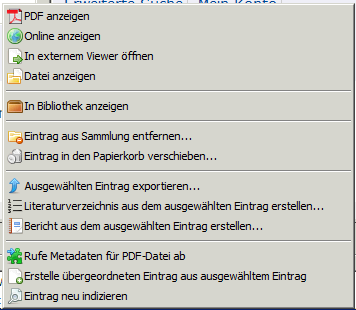 Erweiterte Suche Mein Konto
PDF anzeigen
Online anzeigen
In externem Viewer öffnen
Datei anzeigen
In Bibliothek anzeigen
Eintrag aus Sammlung entfernen...
Eintrag in den Papierkorb verschieben...
Ausgewählten Eintrag exportieren...
Literaturverzeichnis aus dem ausgewählten Eintrag erstellen...
Bericht aus dem ausgewählten Eintrag erstellen...
Rufe Metadaten für PDF-Datei ab
Erstelle übergeordneten Eintrag aus ausgewähltem Eintrag
Eintrag neu indizieren